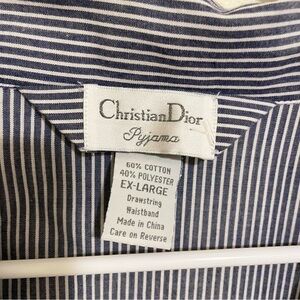 Christian Dior
Pyjama
60% COTTON
40% POLYESTER
EX-LARGE
Drawstring
Waistband
Made in China
Care on Reverse